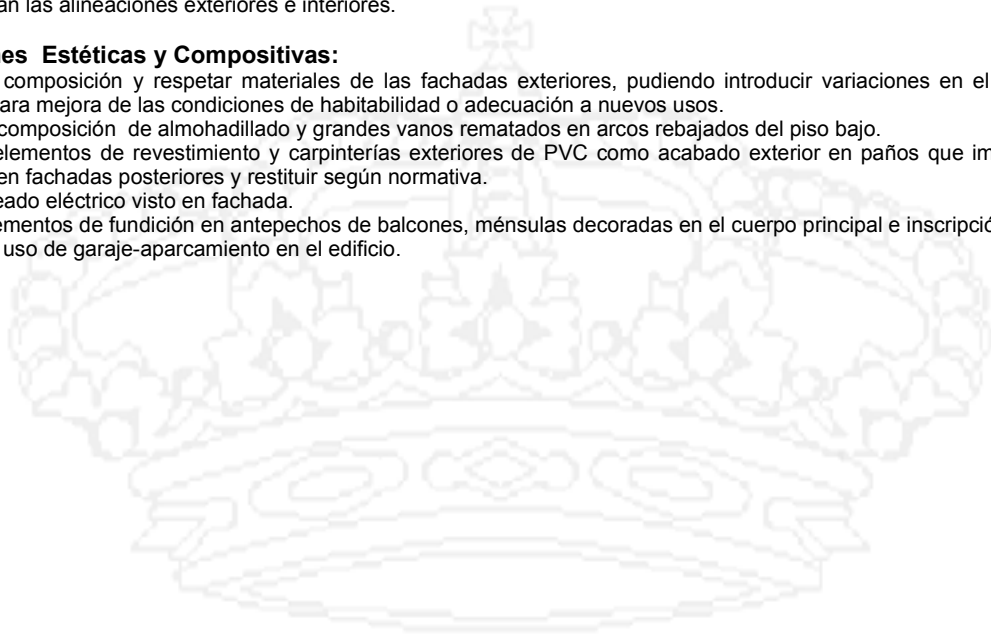 an las alineaciones exteriores e interiores.
nes Estéticas y Compositivas:
composición y respetar materiales de las fachadas exteriores, pudiendo introducir variaciones en el
para mejora de las condiciones de habitabilidad o adecuación a nuevos usos.
composición de almohadillado y grandes vanos rematados en arcos rebajados del piso bajo.
elementos de revestimiento y carpinterías exteriores de PVC como acabado exterior en paños que im
en fachadas posteriores y restituir según normativa.
eado eléctrico visto en fachada.
ementos de fundición en antepechos de balcones, ménsulas decoradas en el cuerpo principal e inscripció
uso de garaje-aparcamiento en el edificio.